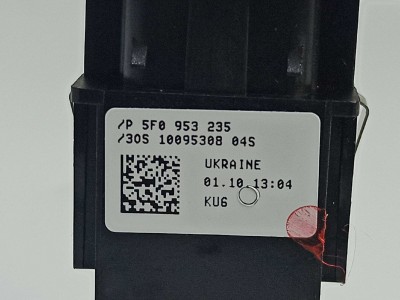 /P 5F0 953 235
/30S 10095308 04S
UKRAINE
01.10.13:04
KU6